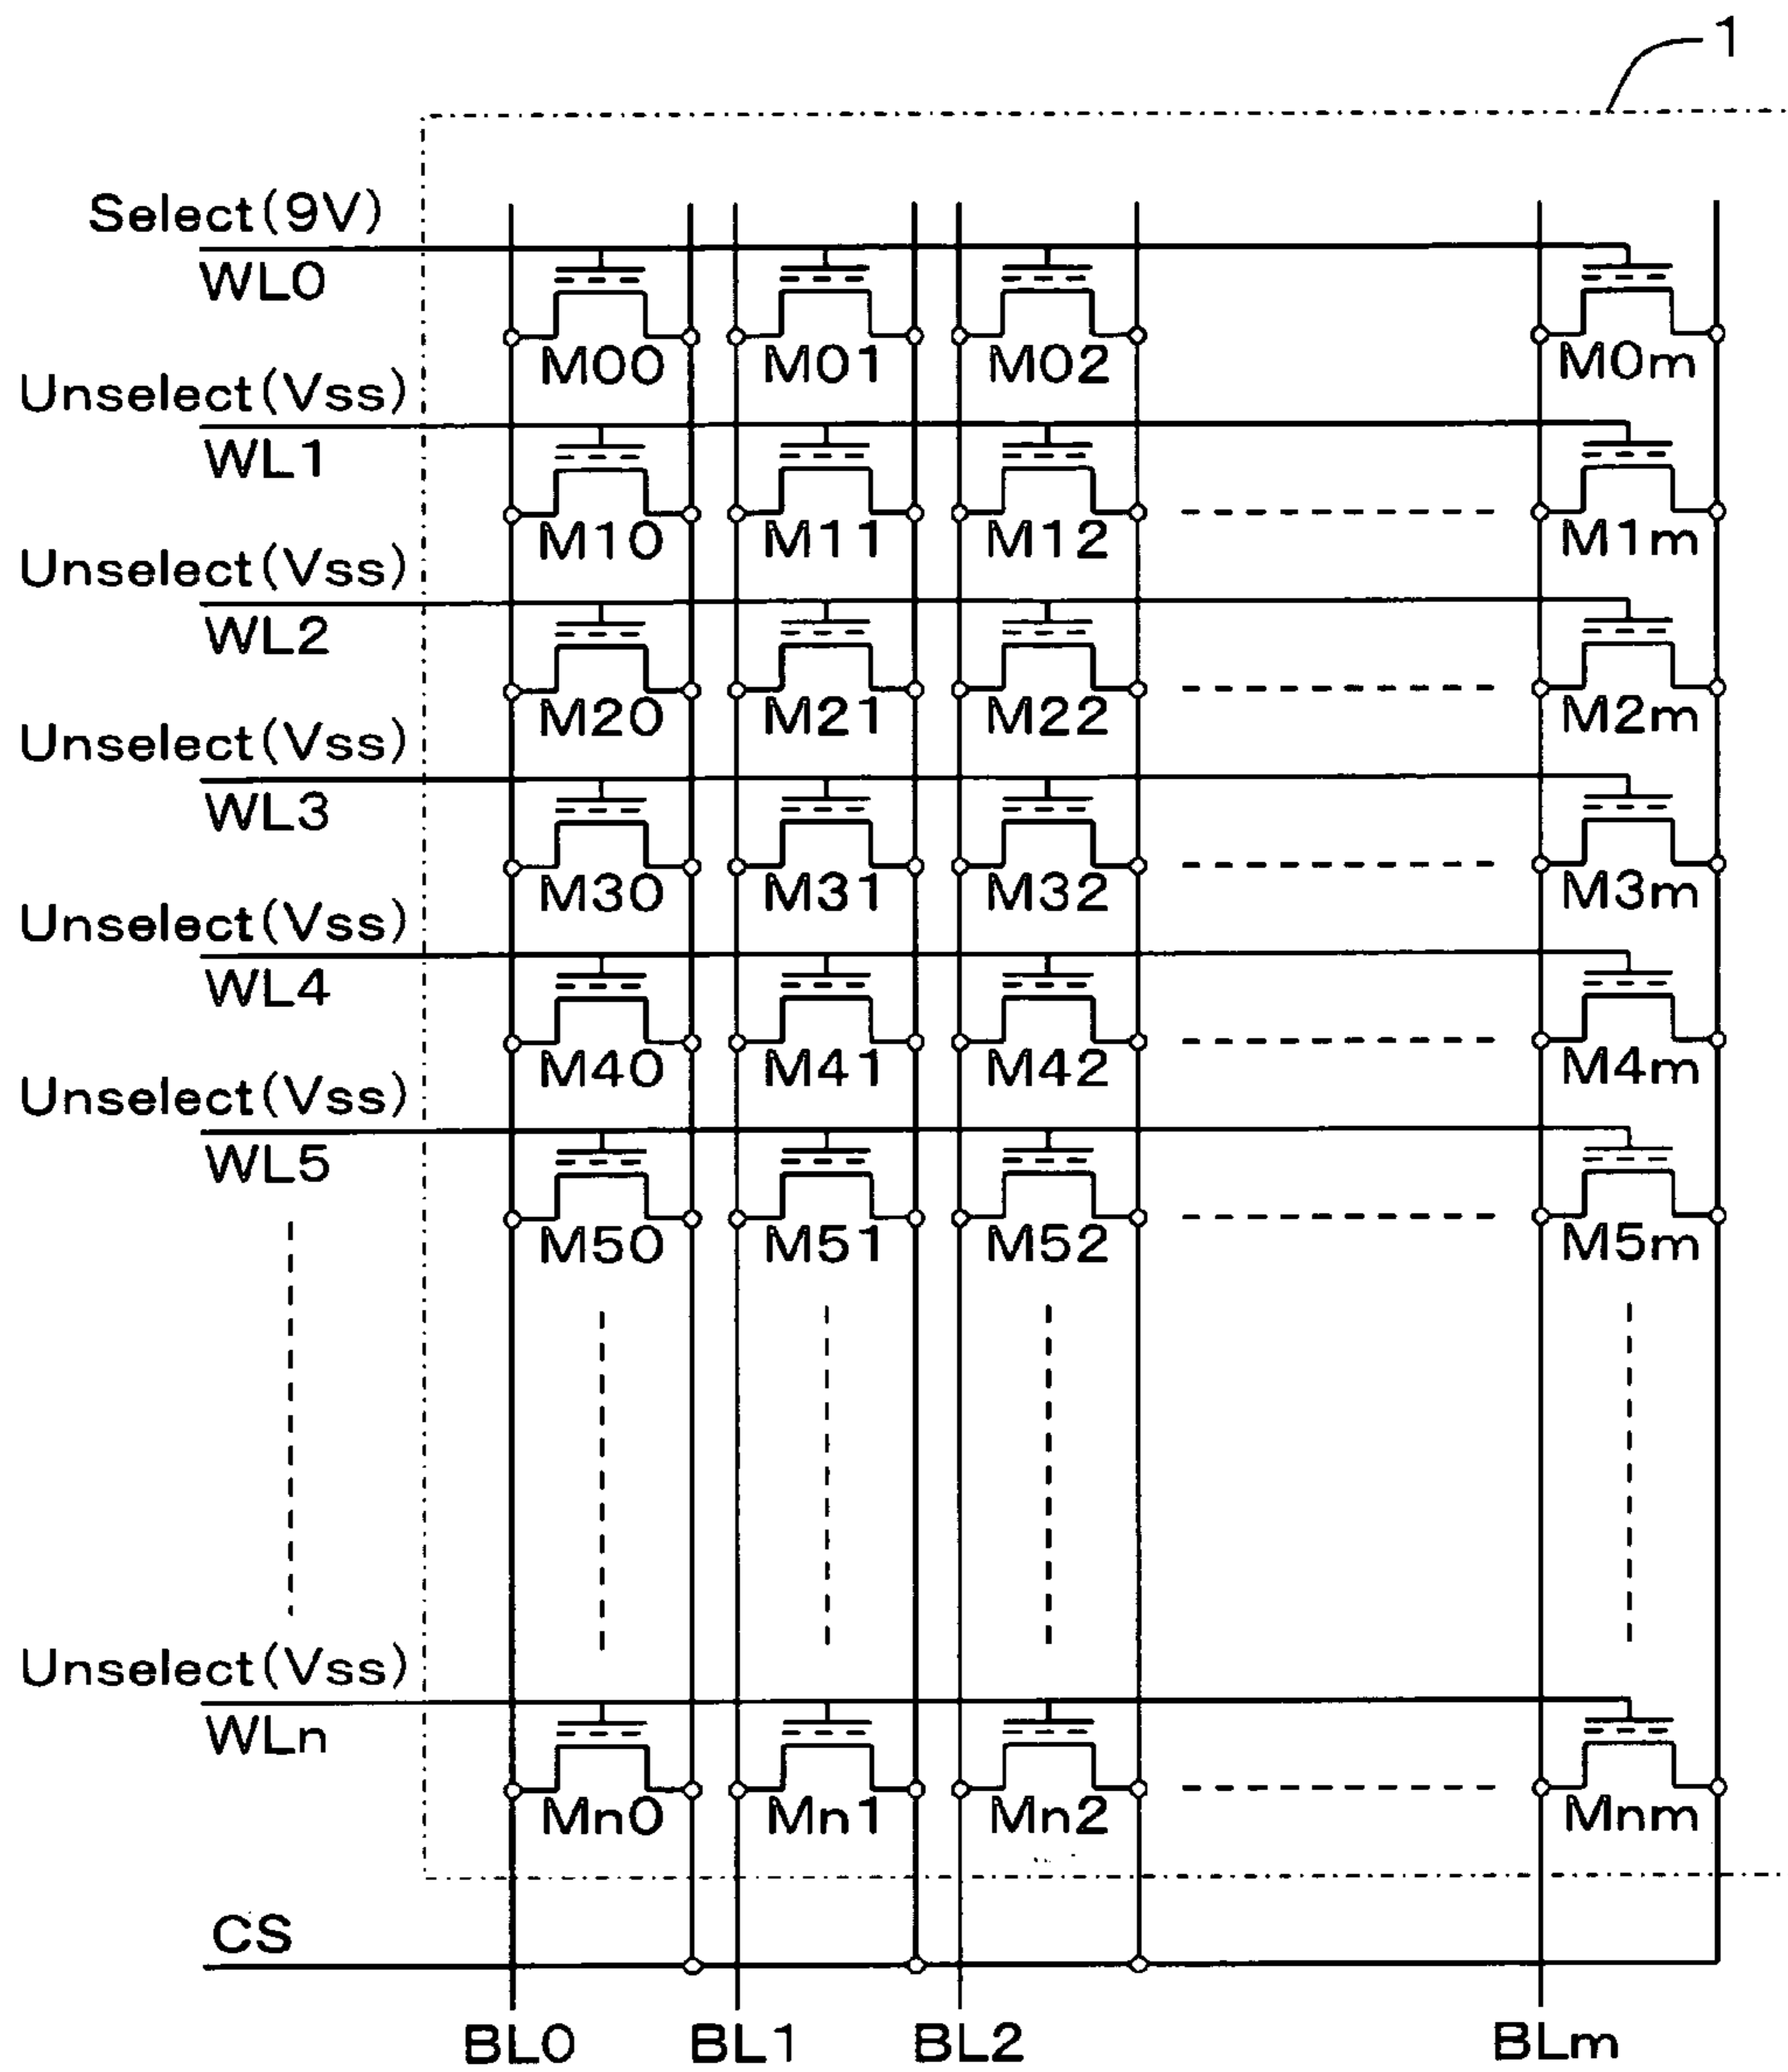 1
Select(9V)
WL0
M00 M01 M02 M0m
Unselect(Vss)
WL1
M10 M11 M12 M1m
Unselect(Vss)
WL2
M20 M21 M22 M2m
Unselect(Vss)
WL3
M30 M31 M32 M3m
Unselect(Vss)
WL4
M40 M41 M42 M4m
Unselect(Vss)
WL5
M50 M51 M52 M5m
Unselect(Vss)
WLn
Mn0 Mn1 Mn2 Mnm
CS
BL0 BL1 BL2 BLm